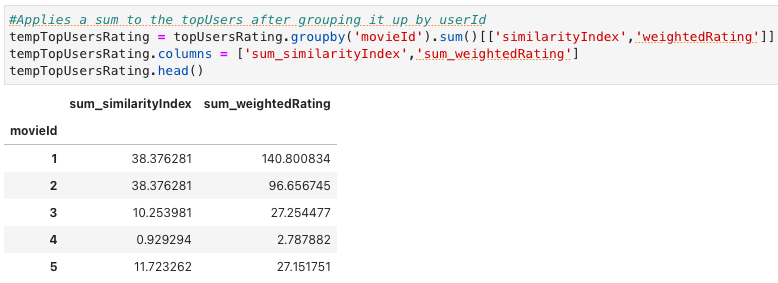 #Applies a sum to the topUsers after grouping it up by userId
tempTopUsersRating = topUsersRating.groupby('movieId').sum()[['similarityIndex','weightedRating']]
tempTopUsersRating.columns = ['sum_similarityIndex','sum_weightedRating']
tempTopUsersRating.head()
sum_similarityIndex sum_weightedRating
movieId
1 38.376281 140.800834
2 38.376281 96.656745
3 10.253981 27.254477
4 0.929294 2.787882
5 11.723262 27.151751